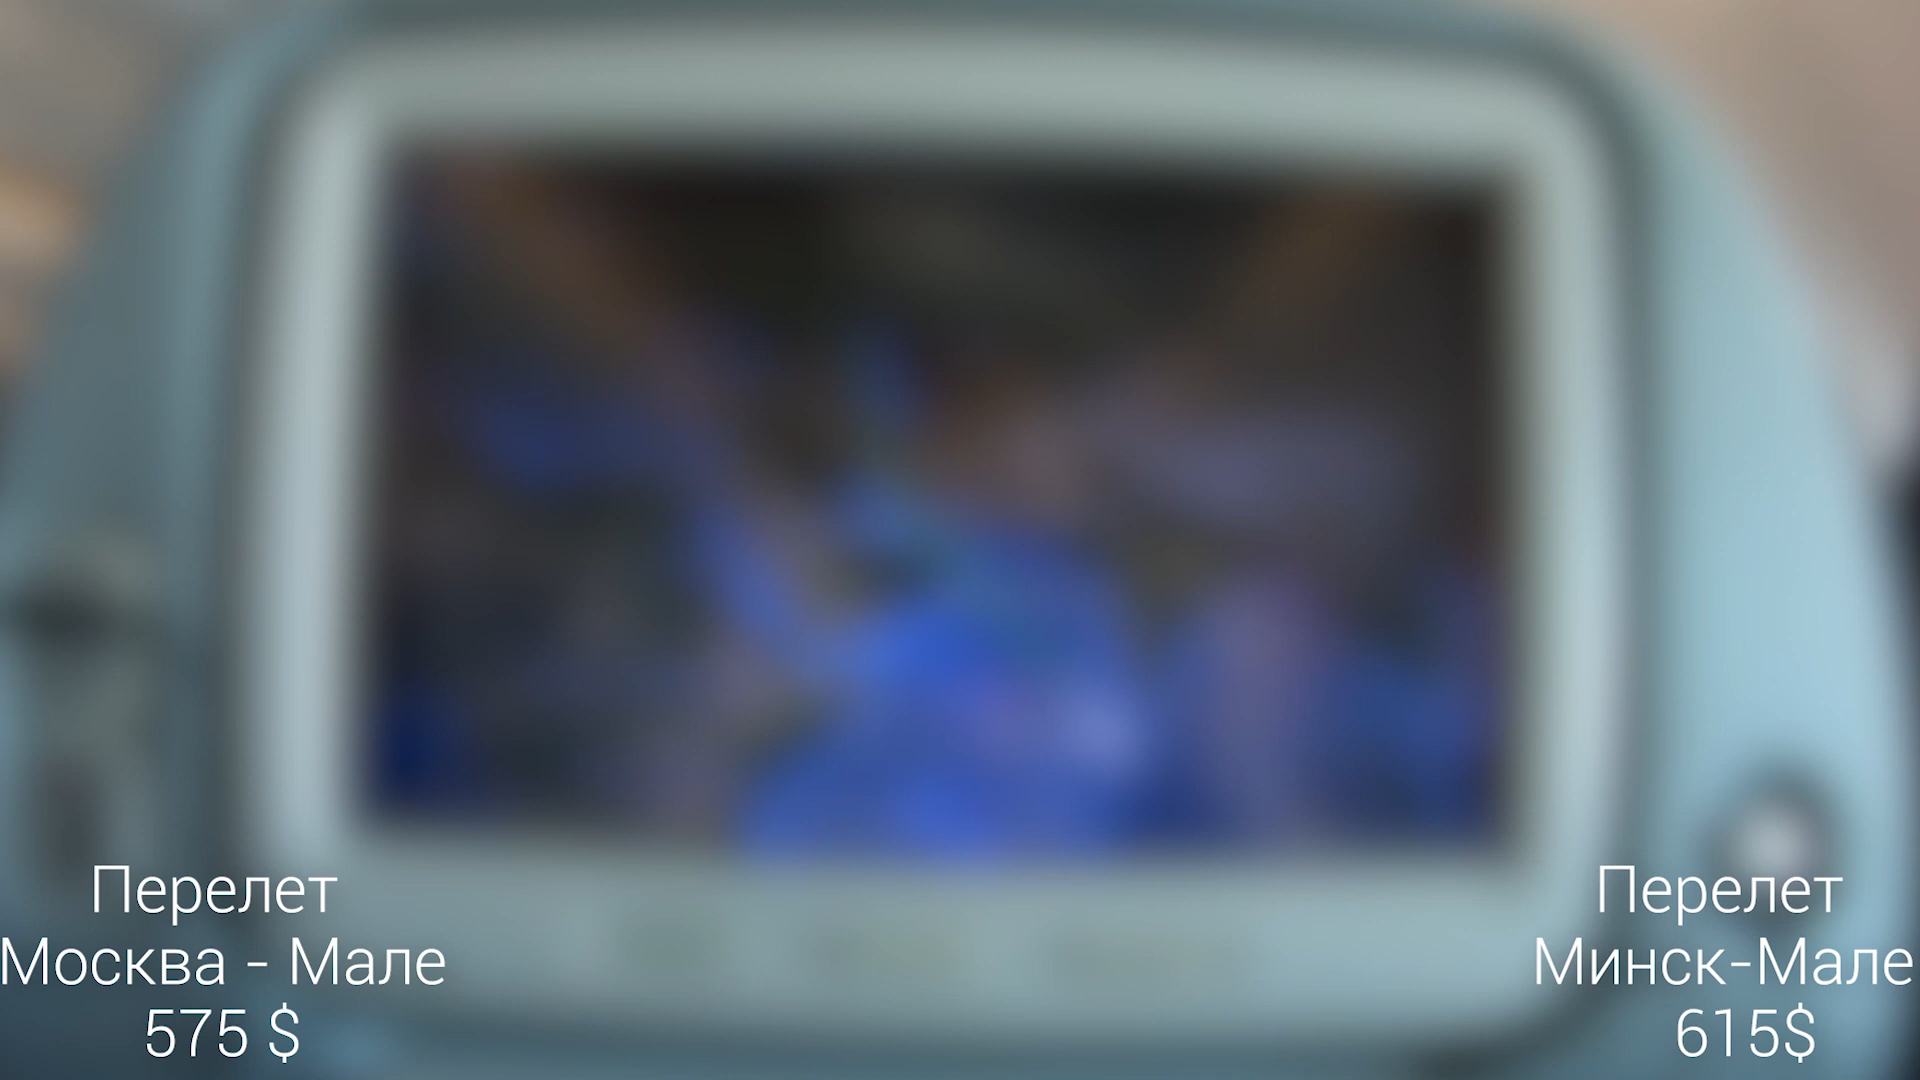 Перелет
Москва - Мале
575 $
Перелет
Минск-Мале
615$